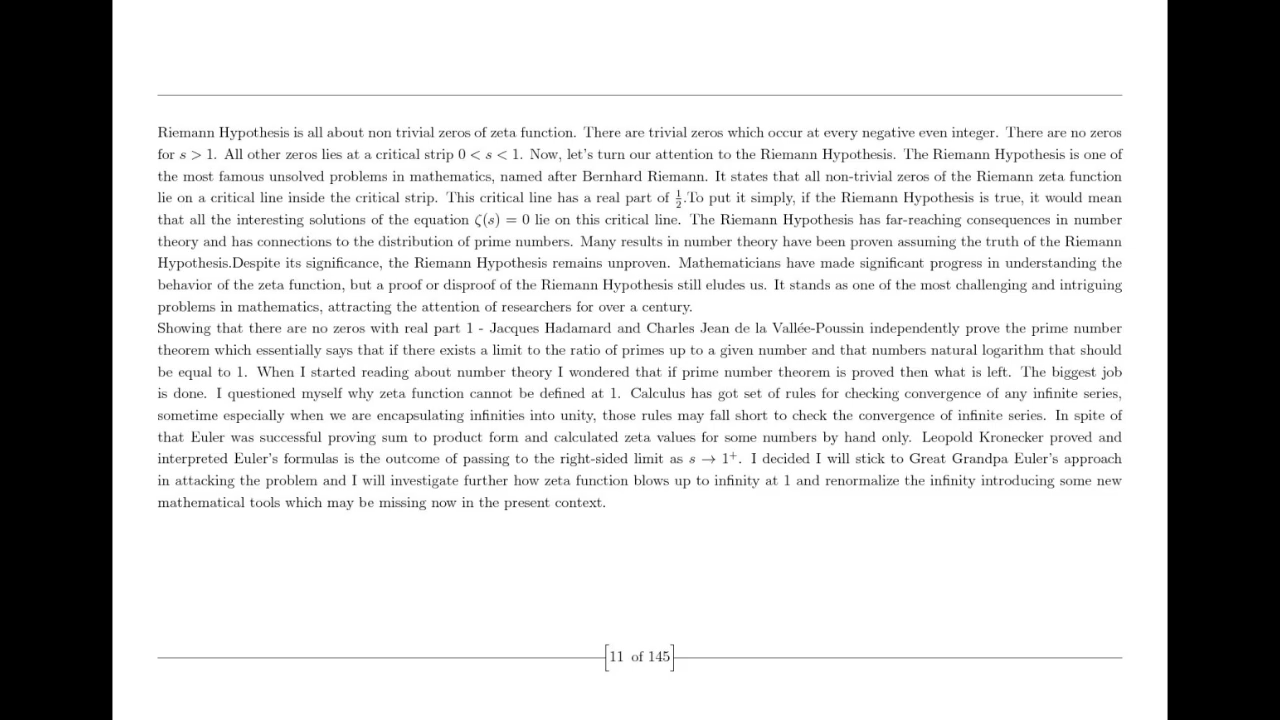 Riemann Hypothesis is all about non trivial zeros of zeta function. There are trivial zeros which occur at every negative even integer. There are no zeros
for s > 1. All other zeros lies at a critical strip 0 < s < 1. Now, let's turn our attention to the Riemann Hypothesis. The Riemann Hypothesis is one of
the most famous unsolved problems in mathematics, named after Bernhard Riemann. It states that all non-trivial zeros of the Riemann zeta function
lie on a critical line inside the critical strip. This critical line has a real part of 1/2.To put it simply, if the Riemann Hypothesis is true, it would mean
that all the interesting solutions of the equation ζ(s) = 0 lie on this critical line. The Riemann Hypothesis has far-reaching consequences in number
theory and has connections to the distribution of prime numbers. Many results in number theory have been proven assuming the truth of the Riemann
Hypothesis.Despite its significance, the Riemann Hypothesis remains unproven. Mathematicians have made significant progress in understanding the
behavior of the zeta function, but a proof or disproof of the Riemann Hypothesis still eludes us. It stands as one of the most challenging and intriguing
problems in mathematics, attracting the attention of researchers for over a century.
Showing that there are no zeros with real part 1 - Jacques Hadamard and Charles Jean de la Vallée-Poussin independently prove the prime number
theorem which essentially says that if there exists a limit to the ratio of primes up to a given number and that numbers natural logarithm that should
be equal to 1. When I started reading about number theory I wondered that if prime number theorem is proved then what is left. The biggest job
is done. I questioned myself why zeta function cannot be defined at 1. Calculus has got set of rules for checking convergence of any infinite series,
sometime especially when we are encapsulating infinities into unity, those rules may fall short to check the convergence of infinite series. In spite of
that Euler was successful proving sum to product form and calculated zeta values for some numbers by hand only. Leopold Kronecker proved and
interpreted Euler's formulas is the outcome of passing to the right-sided limit as s → 1⁺. I decided I will stick to Great Grandpa Euler's approach
in attacking the problem and I will investigate further how zeta function blows up to infinity at 1 and renormalize the infinity introducing some new
mathematical tools which may be missing now in the present context.
[11 of 145]